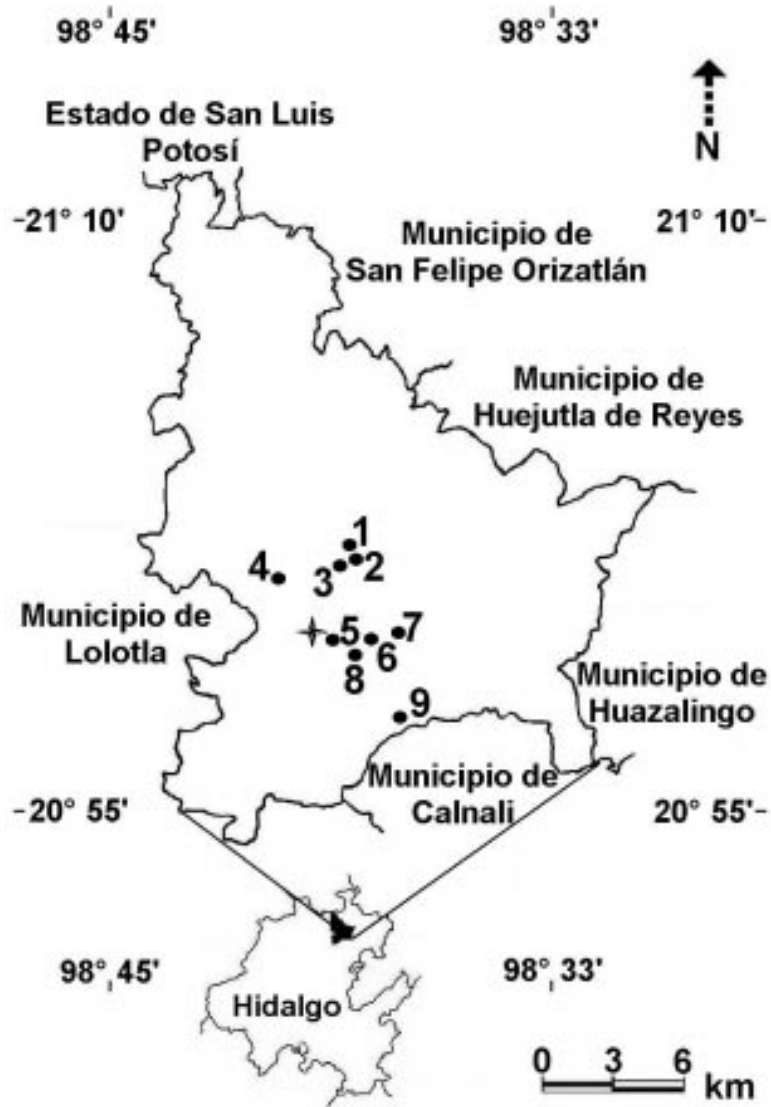 98° 45' 98° 33'
Estado de San Luis
Potosí
N
21° 10' 21° 10'
Municipio de
San Felipe Orizatlán
Municipio de
Huejutla de Reyes
1
2
3
4
Municipio de
Lolotla
5
6
7
8
Municipio de
Huazalingo
9
Municipio de
Calnali
20° 55' 20° 55'
98° 45' 98° 33'
Hidalgo
0 3 6
km